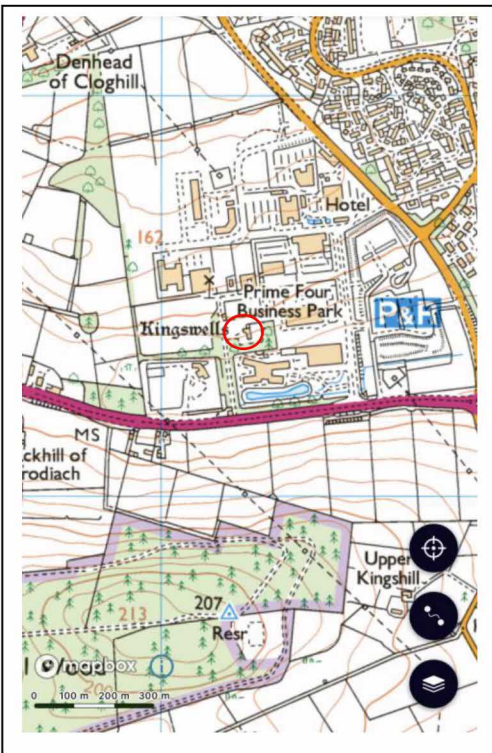 Denhead
of Cloghill
162
Hotel
Prime Four
Business Park
Kingswells
P&R
MS
ckhill of
rodiach
Upper
Kingshill
213
207
Resr
mapbox
200
0 100 m 200 m 300 m